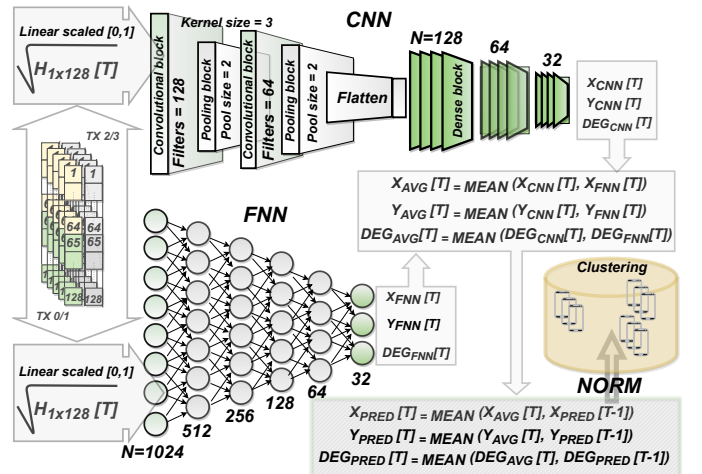 CNN
Linear scaled [0,1]
√H1x128 [T]
Kernel size = 3
Convolutional block
Filters = 128
Pooling block
Pool size = 2
Convolutional block
Filters = 64
Pooling block
Pool size = 2
Flatten
N=128
64
32
Dense block
XCNN [T]
YCNN [T]
DEGCNN [T]
TX 2/3
1
1
64
64
65
65
128
128
TX 0/1
XAVG [T] = MEAN (XCNN [T], XFNN [T])
YAVG [T] = MEAN (YCNN [T], YFNN [T])
DEGAVG[T] = MEAN (DEGCNN[T], DEGFNN[T])
FNN
XFNN [T]
YFNN [T]
DEGFNN[T]
Clustering
Linear scaled [0,1]
√H1x128 [T]
N=1024
512
256
128
64
32
NORM
XPRED [T] = MEAN (XAVG [T], XPRED [T-1])
YPRED [T] = MEAN (YAVG [T], YPRED [T-1])
DEGPRED [T] = MEAN (DEGAVG [T], DEGPRED [T-1])